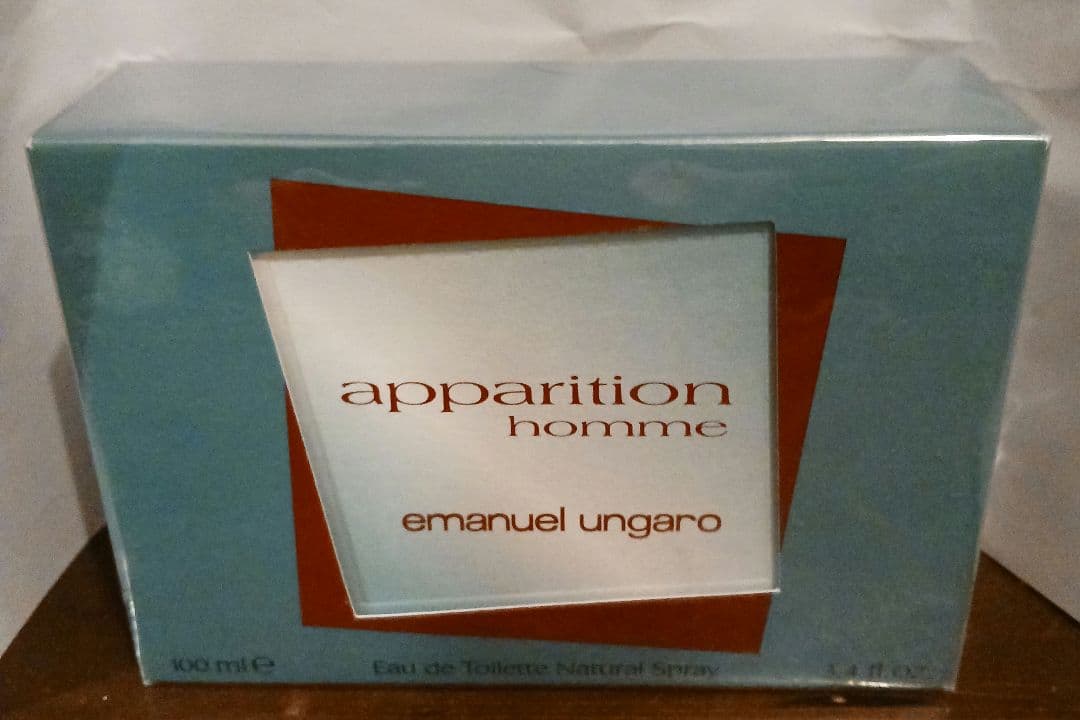 apparition
homme
emanuel ungaro
100 ml e Eau de Toilette Natural Spray 3.4 fl.oz.